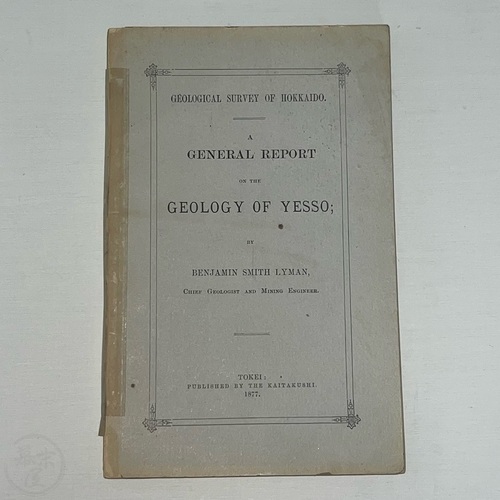 GEOLOGICAL SURVEY OF HOKKAIDO.
A
GENERAL REPORT
ON THE
GEOLOGY OF YESSO;
BY
BENJAMIN SMITH LYMAN,
CHIEF GEOLOGIST AND MINING ENGINEER.
TOKEI:
PUBLISHED BY THE KAITAKUSHI.
1877.